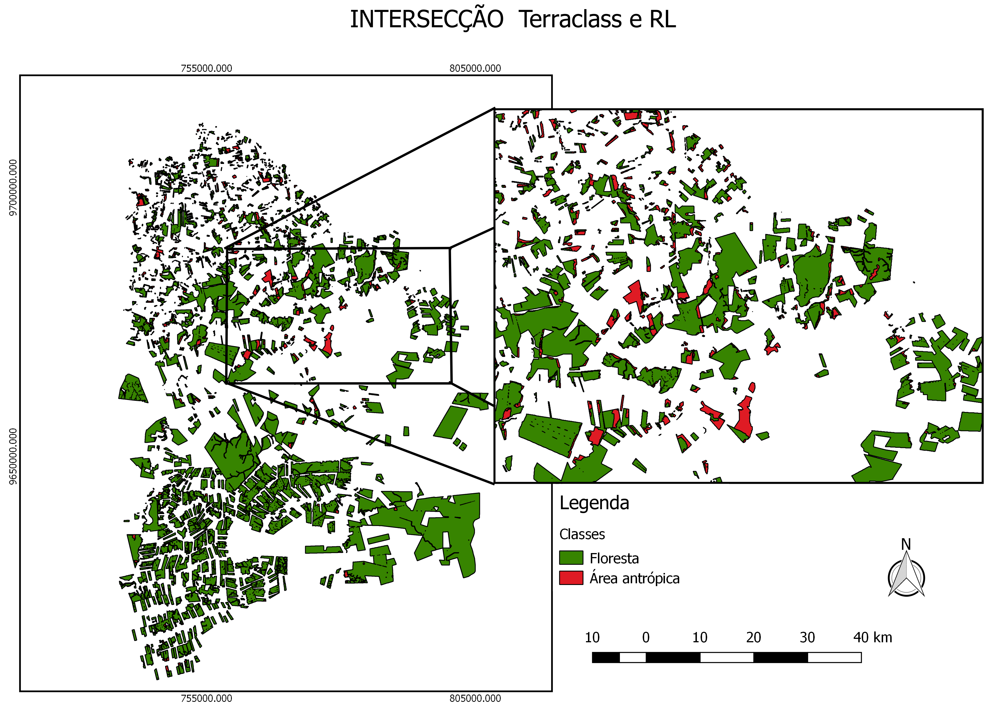 INTERSECÇÃO Terraclass e RL
755000.000
805000.000
9700000.000
9650000.000
Legenda
Classes
Floresta
Área antrópica
N
10 0 10 20 30 40 km
755000.000
805000.000